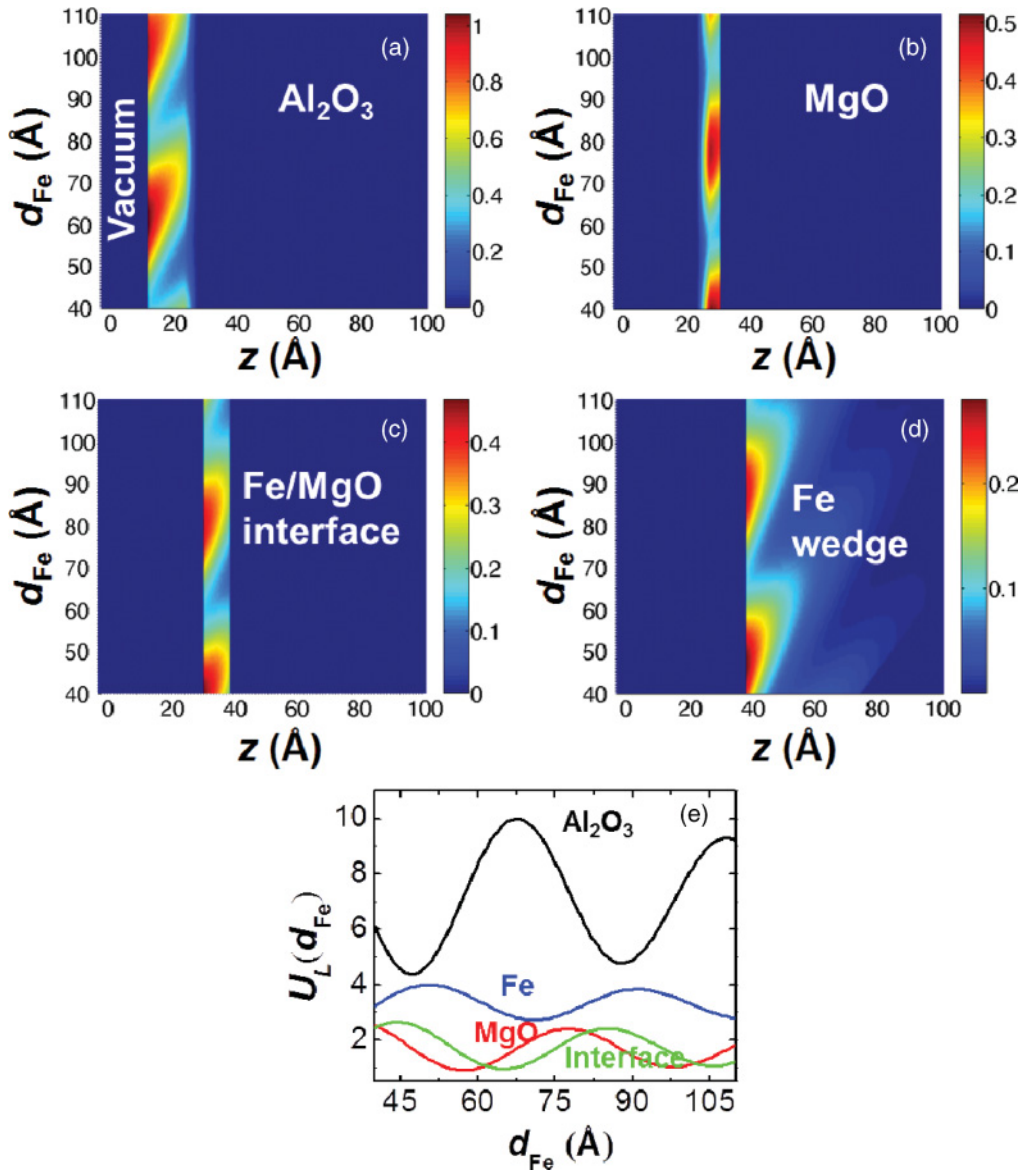 (a)
Vacuum
Al₂O₃
d_Fe (Å)
110
100
90
80
70
60
50
40
0 20 40 60 80 100
z (Å)
1
0.8
0.6
0.4
0.2
0
(b)
MgO
d_Fe (Å)
110
100
90
80
70
60
50
40
0 20 40 60 80 100
z (Å)
0.5
0.4
0.3
0.2
0.1
0
(c)
Fe/MgO
interface
d_Fe (Å)
110
100
90
80
70
60
50
40
0 20 40 60 80 100
z (Å)
0.4
0.3
0.2
0.1
0
(d)
Fe
wedge
d_Fe (Å)
110
100
90
80
70
60
50
40
0 20 40 60 80 100
z (Å)
0.2
0.1
(e)
Al₂O₃
Fe
MgO
Interface
U_L(d_Fe)
10
8
6
4
2
45 60 75 90 105
d_Fe (Å)